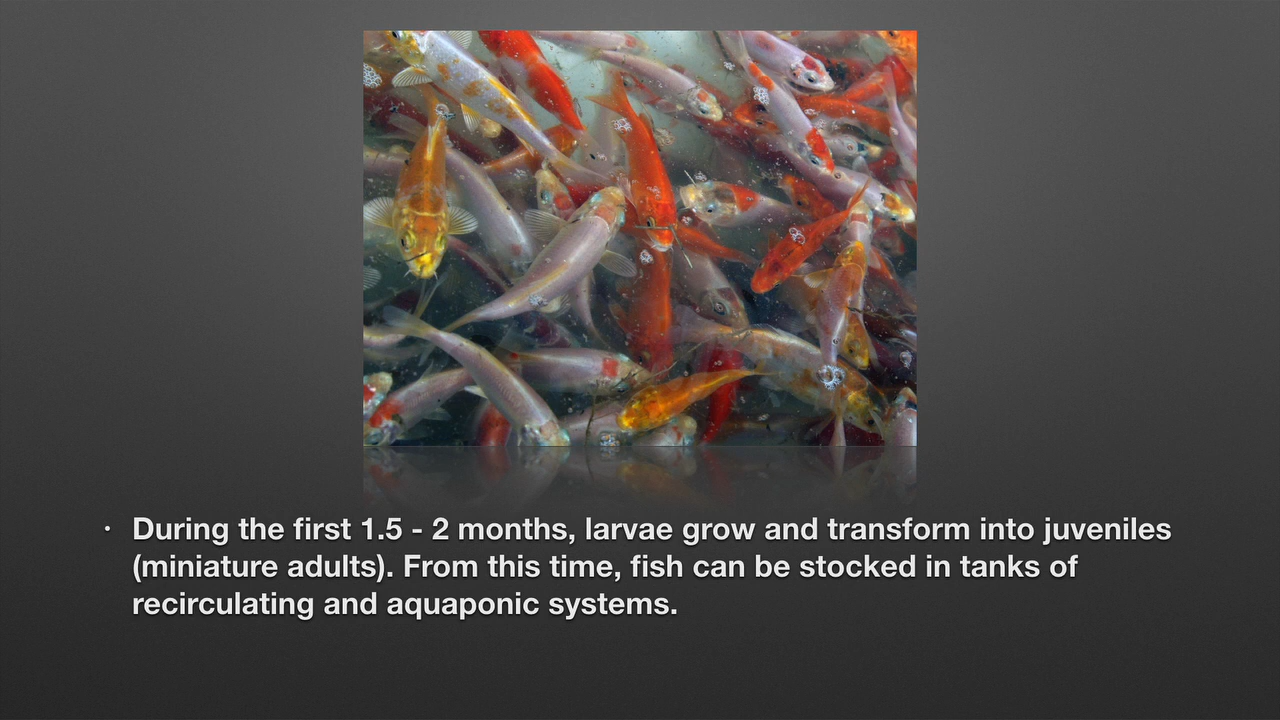 • During the first 1.5 - 2 months, larvae grow and transform into juveniles
(miniature adults). From this time, fish can be stocked in tanks of
recirculating and aquaponic systems.